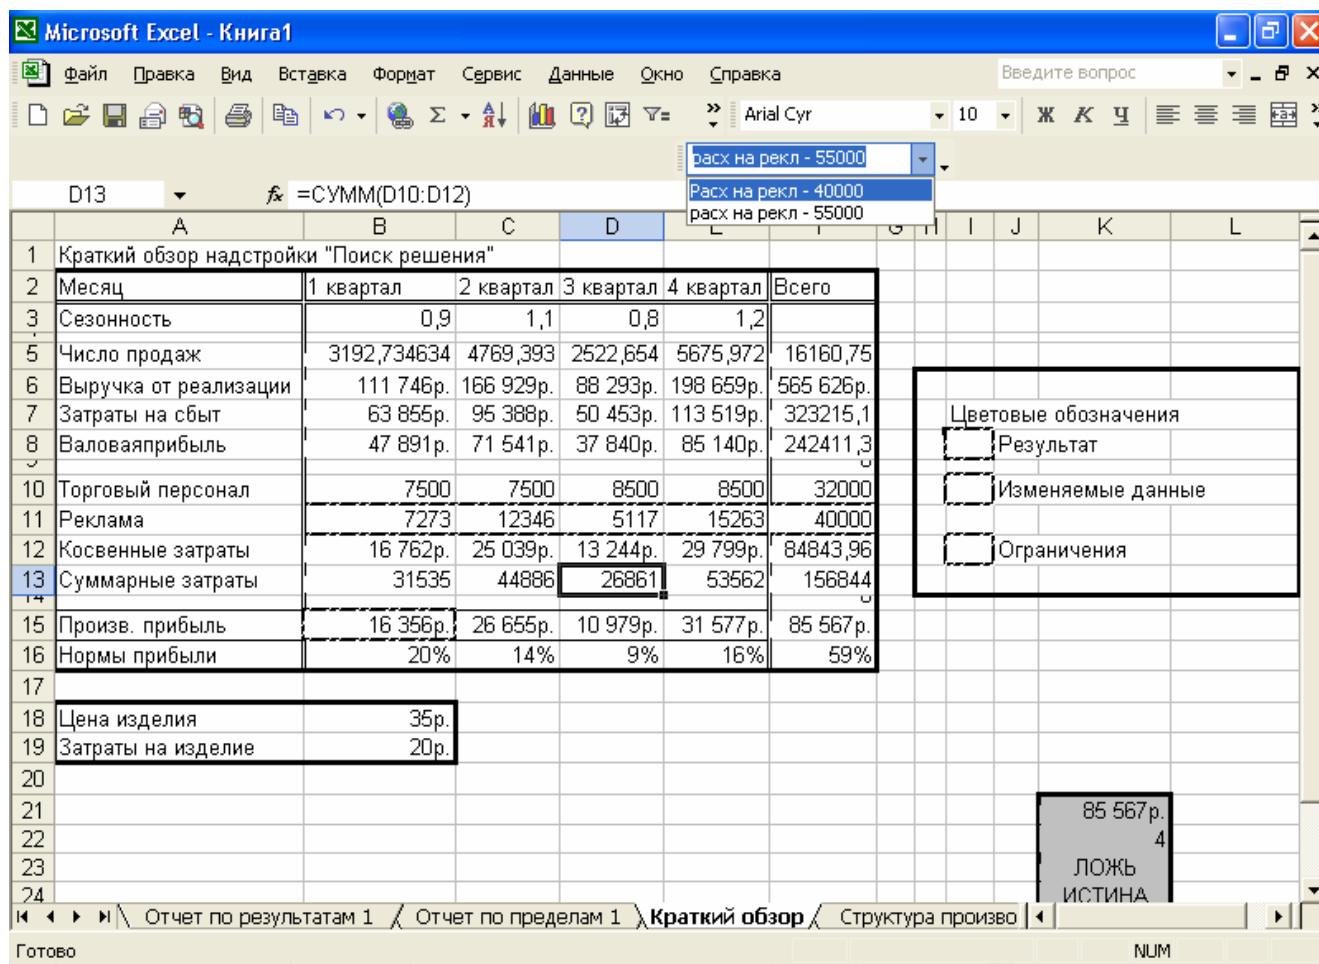 Microsoft Excel - Книга1
Файл Правка Вид Вставка Формат Сервис Данные Окно Справка Введите вопрос
Arial Cyr 10 Ж К Ч
расх на рекл - 55000
Расх на рекл - 40000
расх на рекл - 55000
D13 fx =СУММ(D10:D12)
A B C D G H I J K L
1 Краткий обзор надстройки "Поиск решения"
2 Месяц 1 квартал 2 квартал 3 квартал 4 квартал Всего
3 Сезонность 0,9 1,1 0,8 1,2
5 Число продаж 3192,734634 4769,393 2522,654 5675,972 16160,75
6 Выручка от реализации 111 746р. 166 929р. 88 293р. 198 659р. 565 626р.
7 Затраты на сбыт 63 855р. 95 388р. 50 453р. 113 519р. 323215,1 Цветовые обозначения
8 Валоваяприбыль 47 891р. 71 541р. 37 840р. 85 140р. 242411,3 Результат
10 Торговый персонал 7500 7500 8500 8500 32000 Изменяемые данные
11 Реклама 7273 12346 5117 15263 40000
12 Косвенные затраты 16 762р. 25 039р. 13 244р. 29 799р. 84843,96 Ограничения
13 Суммарные затраты 31535 44886 26861 53562 156844
15 Произв. прибыль 16 356р. 26 655р. 10 979р. 31 577р. 85 567р.
16 Нормы прибыли 20% 14% 9% 16% 59%
17
18 Цена изделия 35р.
19 Затраты на изделие 20р.
20
21 85 567р.
22 4
23 ЛОЖЬ
24 ИСТИНА
Отчет по результатам 1 Отчет по пределам 1 Краткий обзор Структура произво
Готово NUM